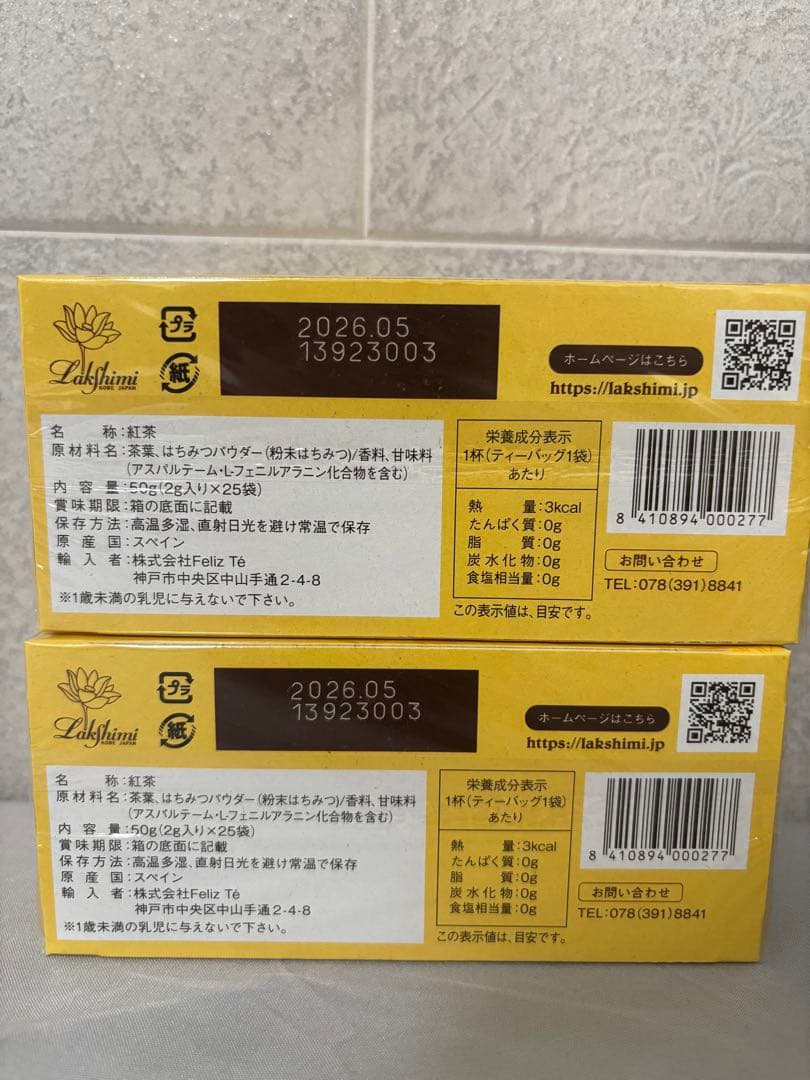 Lakshimi
KOBE JAPAN
プラ
紙
2026.05
13923003
ホームページはこちら
https://lakshimi.jp
名 称:紅茶
原材料名:茶葉、はちみつパウダー(粉末はちみつ)/香料、甘味料
(アスパルテーム・L-フェニルアラニン化合物を含む)
内容量:50g(2g入り×25袋)
賞味期限:箱の底面に記載
保存方法:高温多湿、直射日光を避け常温で保存
原産国:スペイン
輸入者:株式会社Feliz Té
神戸市中央区中山手通2-4-8
※1歳未満の乳児に与えないで下さい。
栄養成分表示
1杯(ティーバッグ1袋)
あたり
熱量:3kcal
たんぱく質:0g
脂質:0g
炭水化物:0g
食塩相当量:0g
この表示値は、目安です。
8 410894 000277
お問い合わせ
TEL:078(391)8841
Lakshimi
KOBE JAPAN
プラ
紙
2026.05
13923003
ホームページはこちら
https://lakshimi.jp
名 称:紅茶
原材料名:茶葉、はちみつパウダー(粉末はちみつ)/香料、甘味料
(アスパルテーム・L-フェニルアラニン化合物を含む)
内容量:50g(2g入り×25袋)
賞味期限:箱の底面に記載
保存方法:高温多湿、直射日光を避け常温で保存
原産国:スペイン
輸入者:株式会社Feliz Té
神戸市中央区中山手通2-4-8
※1歳未満の乳児に与えないで下さい。
栄養成分表示
1杯(ティーバッグ1袋)
あたり
熱量:3kcal
たんぱく質:0g
脂質:0g
炭水化物:0g
食塩相当量:0g
この表示値は、目安です。
8 410894 000277
お問い合わせ
TEL:078(391)8841